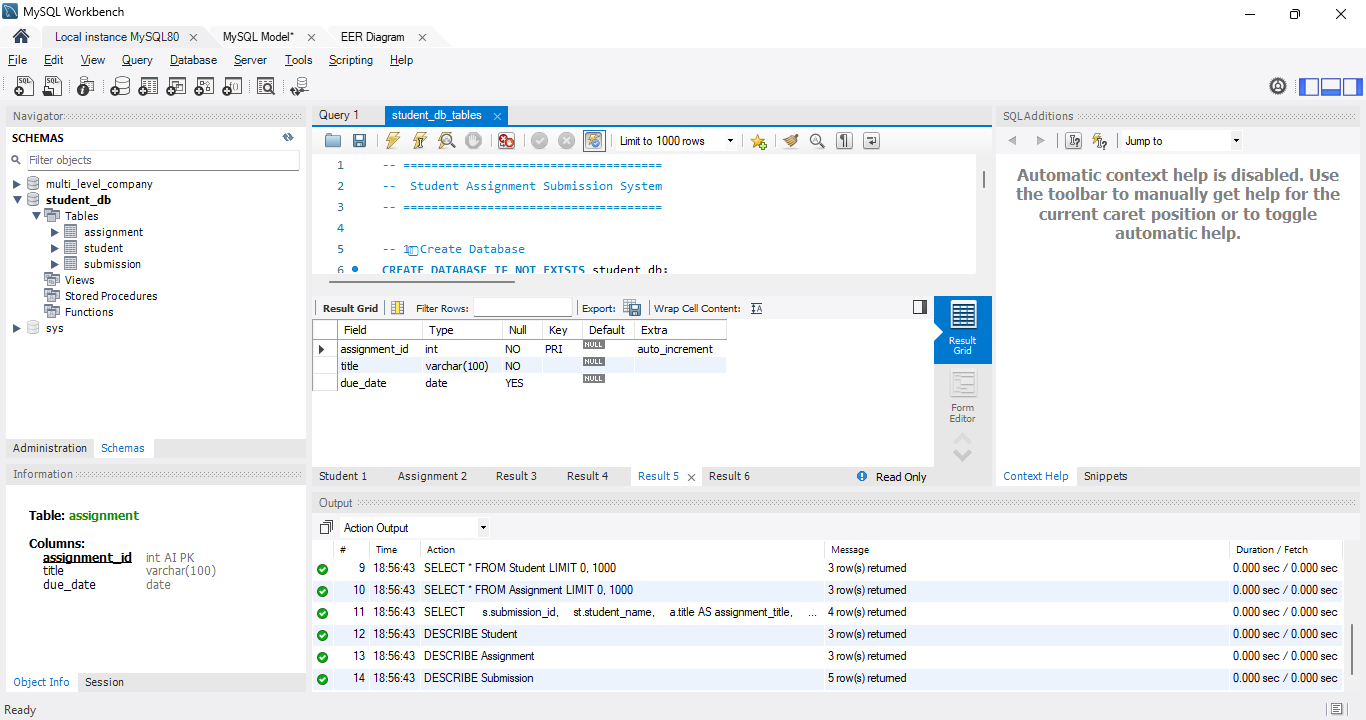 MySQL Workbench
Local instance MySQL80 MySQL Model* EER Diagram
File Edit View Query Database Server Tools Scripting Help
Navigator
SCHEMAS
Filter objects
multi_level_company
student_db
Tables
assignment
student
submission
Views
Stored Procedures
Functions
sys
Administration Schemas
Information
Table: assignment
Columns:
assignment_id int AI PK
title varchar(100)
due_date date
Object Info Session
Query 1 student_db_tables
Limit to 1000 rows
1 -- =====================================
2 -- Student Assignment Submission System
3 -- =====================================
4
5 -- 1 Create Database
6 CREATE DATABASE IF NOT EXISTS student_db;
Result Grid Filter Rows: Export: Wrap Cell Content:
Field Type Null Key Default Extra
assignment_id int NO PRI NULL auto_increment
title varchar(100) NO NULL
due_date date YES NULL
Result Grid
Form Editor
Student 1 Assignment 2 Result 3 Result 4 Result 5 Result 6 Read Only
SQLAdditions
Jump to
Automatic context help is disabled. Use
the toolbar to manually get help for the
current caret position or to toggle
automatic help.
Context Help Snippets
Output
Action Output
# Time Action Message Duration / Fetch
9 18:56:43 SELECT * FROM Student LIMIT 0, 1000 3 row(s) returned 0.000 sec / 0.000 sec
10 18:56:43 SELECT * FROM Assignment LIMIT 0, 1000 3 row(s) returned 0.000 sec / 0.000 sec
11 18:56:43 SELECT s.submission_id, st.student_name, a.title AS assignment_title, ... 4 row(s) returned 0.000 sec / 0.000 sec
12 18:56:43 DESCRIBE Student 3 row(s) returned 0.000 sec / 0.000 sec
13 18:56:43 DESCRIBE Assignment 3 row(s) returned 0.000 sec / 0.000 sec
14 18:56:43 DESCRIBE Submission 5 row(s) returned 0.000 sec / 0.000 sec
Ready